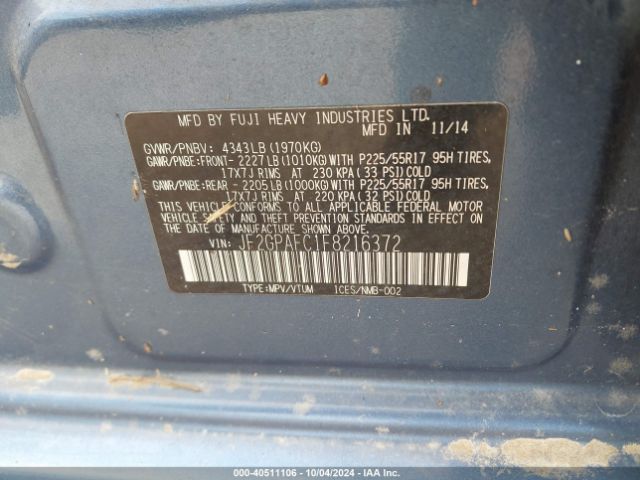 MFD BY FUJI HEAVY INDUSTRIES LTD.
MFD IN 11/14
GVWR/PNBV: 4343LB (1970KG)
GAWR/PNBE:FRONT- 2227LB (1010KG) WITH P225/55R17 95H TIRES,
17X7J RIMS AT 230 KPA (33 PSI) COLD
GAWR/PNBE:REAR - 2205LB (1000KG) WITH P225/55R17 95H TIRES,
17X7J RIMS AT 220 KPA (32 PSI) COLD
THIS VEHICLE CONFORMS TO ALL APPLICABLE FEDERAL MOTOR
VEHICLE SAFETY AND THEFT PREVENTION STANDARDS IN EFFECT
ON THE DATE OF MANUFACTURE SHOWN ABOVE.
VIN: JF2GPAFC1F8216372
TYPE:MPV/VTUM ICES/NMB-002
000-40511106 - 10/04/2024 - IAA Inc.